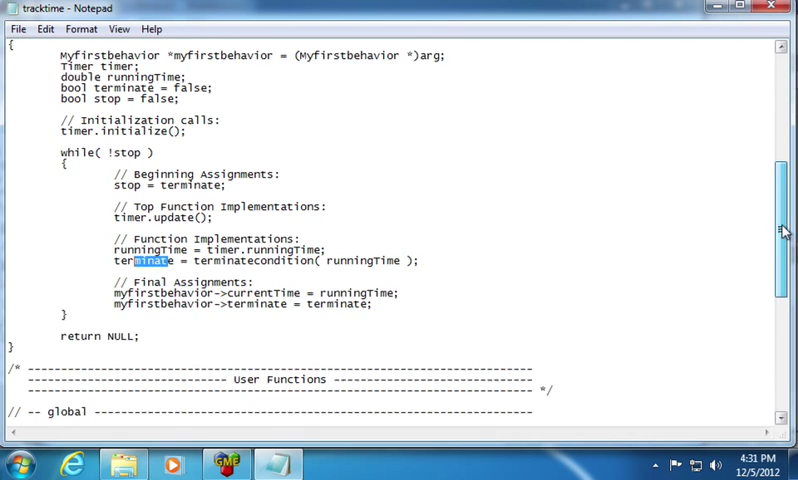 tracktime - Notepad
File Edit Format View Help
{
Myfirstbehavior *myfirstbehavior = (Myfirstbehavior *)arg;
Timer timer;
double runningTime;
bool terminate = false;
bool stop = false;
// Initialization calls:
timer.initialize();
while( !stop )
{
// Beginning Assignments:
stop = terminate;
// Top Function Implementations:
timer.update();
// Function Implementations:
runningTime = timer.runningTime;
terminate = terminatecondition( runningTime );
// Final Assignments:
myfirstbehavior->currentTime = runningTime;
myfirstbehavior->terminate = terminate;
}
return NULL;
}
/* -----------------------------------------------------------
---------------------------- User Functions ----------------------------
----------------------------------------------------------- */
// -- global --------------------------------------------------
GME
4:31 PM
12/5/2012